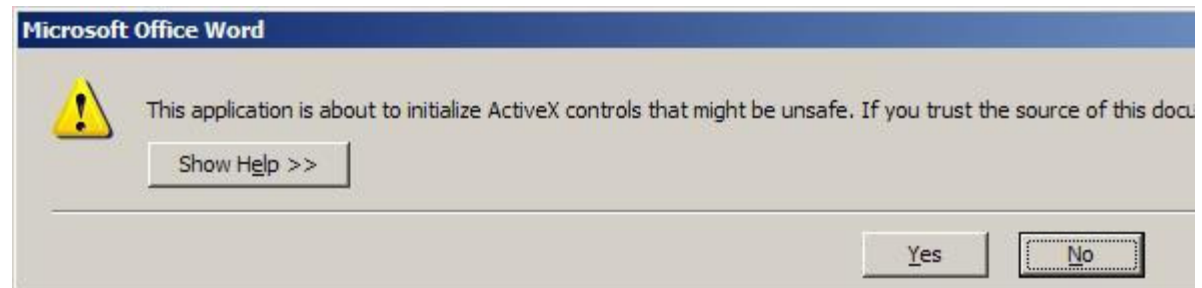 Microsoft Office Word
This application is about to initialize ActiveX controls that might be unsafe. If you trust the source of this docu
Show Help >>
Yes
No